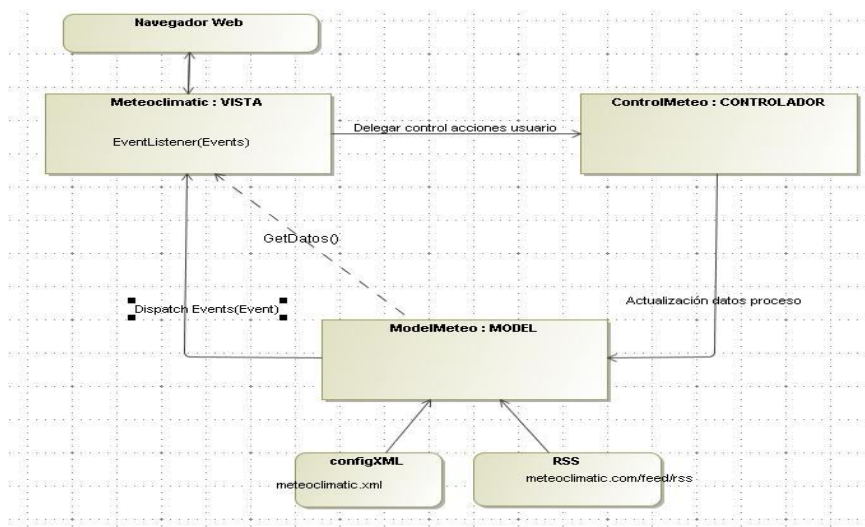 Navegador Web
Meteoclimatic : VISTA
EventListener(Events)
ControlMeteo : CONTROLADOR
Delegar control acciones usuario
GetDatos()
Dispatch Events(Event)
Actualización datos proceso
ModelMeteo : MODEL
configXML
meteoclimatic.xml
RSS
meteoclimatic.com/feed/rss